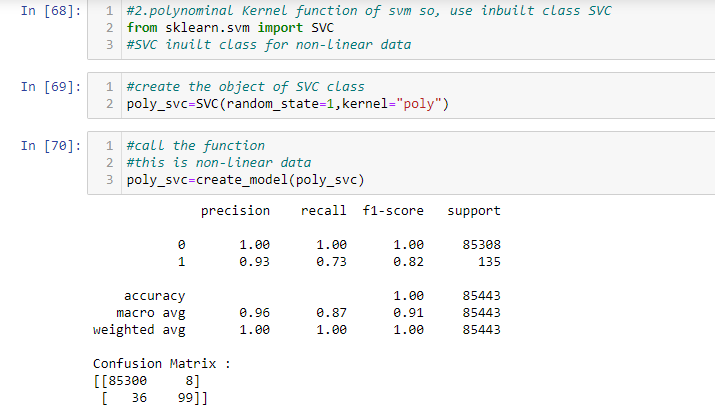 In [68]: 1 #2.polynominal Kernel function of svm so, use inbuilt class SVC
2 from sklearn.svm import SVC
3 #SVC inuilt class for non-linear data
In [69]: 1 #create the object of SVC class
2 poly_svc=SVC(random_state=1,kernel="poly")
In [70]: 1 #call the function
2 #this is non-linear data
3 poly_svc=create_model(poly_svc)
precision recall f1-score support
0 1.00 1.00 1.00 85308
1 0.93 0.73 0.82 135
accuracy 1.00 85443
macro avg 0.96 0.87 0.91 85443
weighted avg 1.00 1.00 1.00 85443
Confusion Matrix :
[[85300 8]
[ 36 99]]